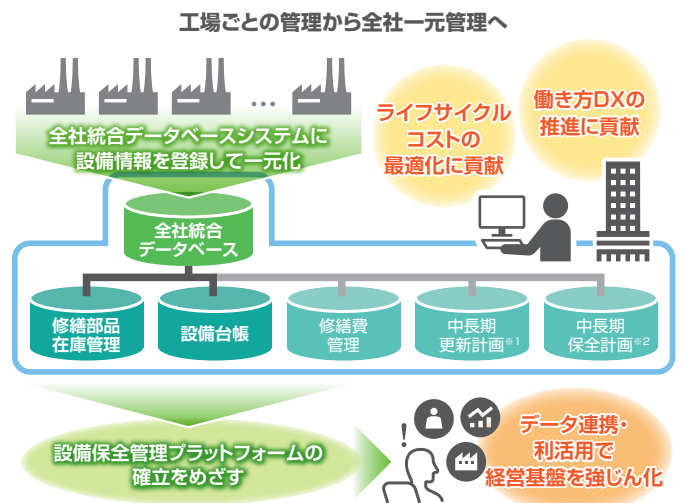 工場ごとの管理から全社一元管理へ
…
全社統合データベースシステムに
設備情報を登録して一元化
ライフサイクル
コストの
最適化に貢献
働き方DXの
推進に貢献
全社統合
データベース
修繕部品
在庫管理
設備台帳
修繕費
管理
中長期
更新計画※1
中長期
保全計画※2
設備保全管理プラットフォームの
確立をめざす
!
データ連携・
利活用で
経営基盤を強じん化